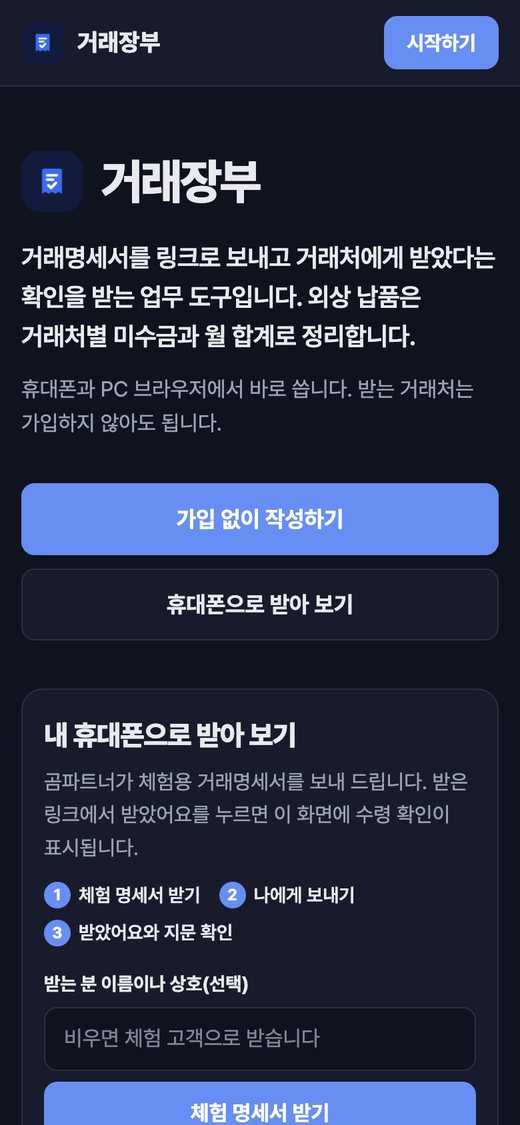 거래장부
시작하기
거래장부
거래명세서를 링크로 보내고 거래처에게 받았다는
확인을 받는 업무 도구입니다. 외상 납품은
거래처별 미수금과 월 합계로 정리합니다.
휴대폰과 PC 브라우저에서 바로 씁니다. 받는 거래처는
가입하지 않아도 됩니다.
가입 없이 작성하기
휴대폰으로 받아 보기
내 휴대폰으로 받아 보기
곰파트너가 체험용 거래명세서를 보내 드립니다. 받은
링크에서 받았어요를 누르면 이 화면에 수령 확인이
표시됩니다.
1 체험 명세서 받기 2 나에게 보내기
3 받았어요와 지문 확인
받는 분 이름이나 상호(선택)
비우면 체험 고객으로 받습니다
체험 명세서 받기